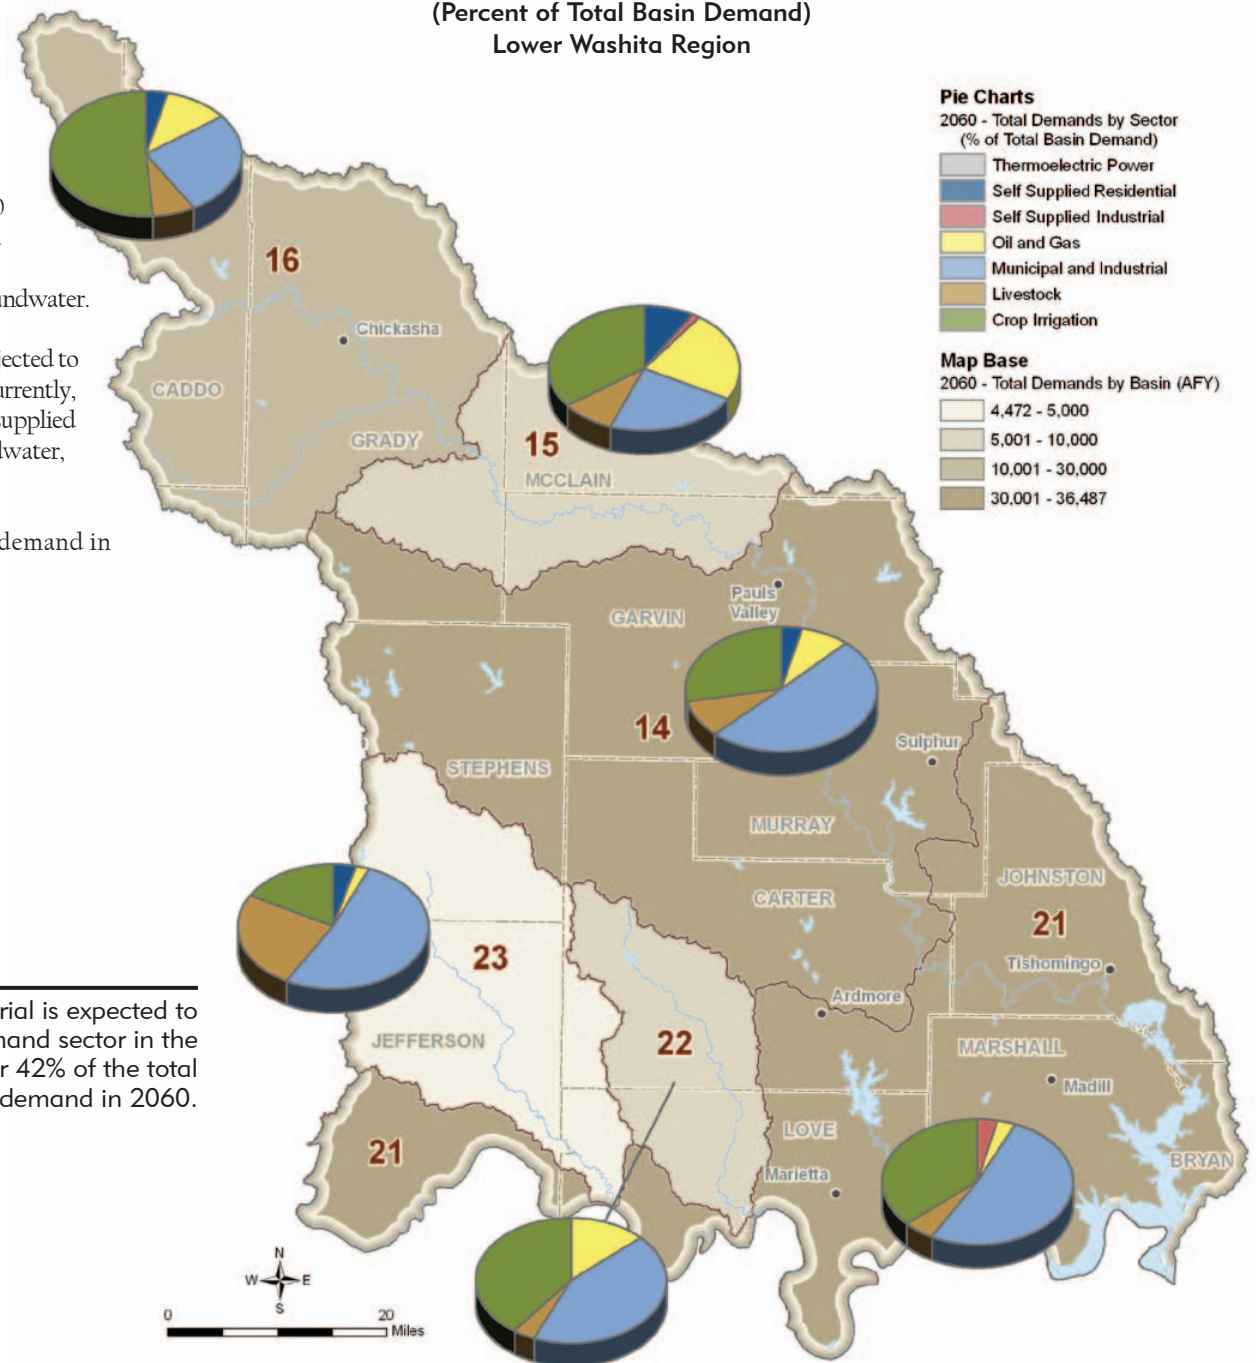 (Percent of Total Basin Demand)
Lower Washita Region
Pie Charts
2060 - Total Demands by Sector
(% of Total Basin Demand)
Thermoelectric Power
Self Supplied Residential
Self Supplied Industrial
Oil and Gas
Municipal and Industrial
Livestock
Crop Irrigation
Map Base
2060 - Total Demands by Basin (AFY)
4,472 - 5,000
5,001 - 10,000
10,001 - 30,000
30,001 - 36,487
jected to
urrently,
supplied
demand in
rial is expected to
mand sector in the
r 42% of the total
demand in 2060.
16
Chickasha
CADDO
GRADY
15
MCCLAIN
Pauls
Valley
GARVIN
14
Sulphur
STEPHENS
MURRAY
JOHNSTON
CARTER
21
23
Tishomingo
Ardmore
JEFFERSON
22
MARSHALL
Madill
LOVE
21
BRYAN
Marietta
N
W E
S
0 20
Miles